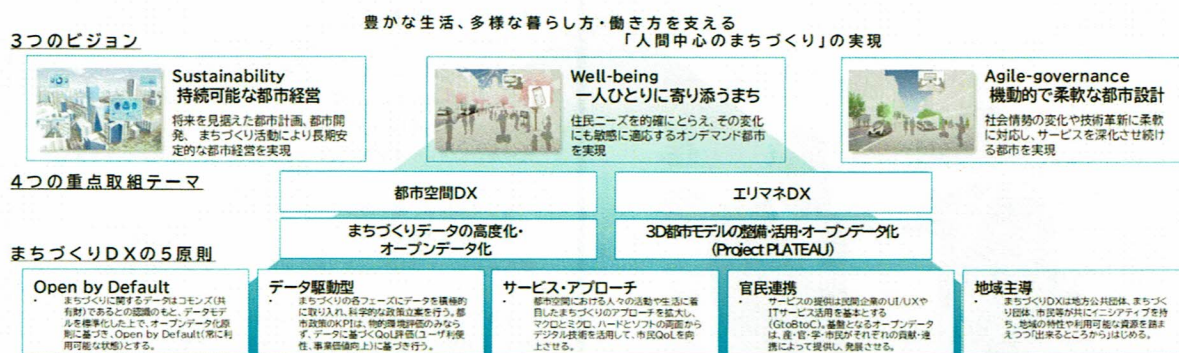 豊かな生活、多様な暮らし方・働き方を支える
「人間中心のまちづくり」の実現
3つのビジョン
Sustainability
持続可能な都市経営
将来を見据えた都市計画、都市開
発、まちづくり活動により長期安
定的な都市経営を実現
Well-being
一人ひとりに寄り添うまち
住民ニーズを的確にとらえ、その変化
にも敏感に適応するオンデマンド都市
を実現
Agile-governance
機動的で柔軟な都市設計
社会情勢の変化や技術革新に柔軟
に対応し、サービスを深化させ続け
る都市を実現
4つの重点取組テーマ
都市空間DX
エリマネDX
まちづくりデータの高度化・
オープンデータ化
3D都市モデルの整備・活用・オープンデータ化
(Project PLATEAU)
まちづくりDXの5原則
Open by Default
・ まちづくりに関するデータはコモンズ(共
有財)であるとの認識のもと、データモデ
ルを標準化した上で、オープンデータ化原
則に基づき、Open by Default(常に利
用可能な状態)とする。
データ駆動型
・ まちづくりの各フェーズにデータを積極的
に取り入れ、科学的な政策立案を行う。都
市政策のKPIは、物的環境評価のみなら
ず、データに基づくQoL評価(ユーザ利便
性、事業価値向上)に基づき行う。
サービス・アプローチ
・ 都市空間における人々の活動や生活に着
目したまちづくりのアプローチを拡大し、
マクロとミクロ、ハードとソフトの両面から
デジタル技術を活用して、市民QoLを向
上させる。
官民連携
・ サービスの提供は民間企業のUI/UXや
ITサービス活用を基本とする
(GtoBtoC)。基盤となるオープンデータ
は、産・官・学・市民がそれぞれの貢献・連
携によって提供し、発展させる。
地域主導
・ まちづくりDXは地方公共団体、まちづく
り団体、市民等が共にイニシアティブを持
ち、地域の特性や利用可能な資源を踏ま
えつつ「出来るところから」はじめる。